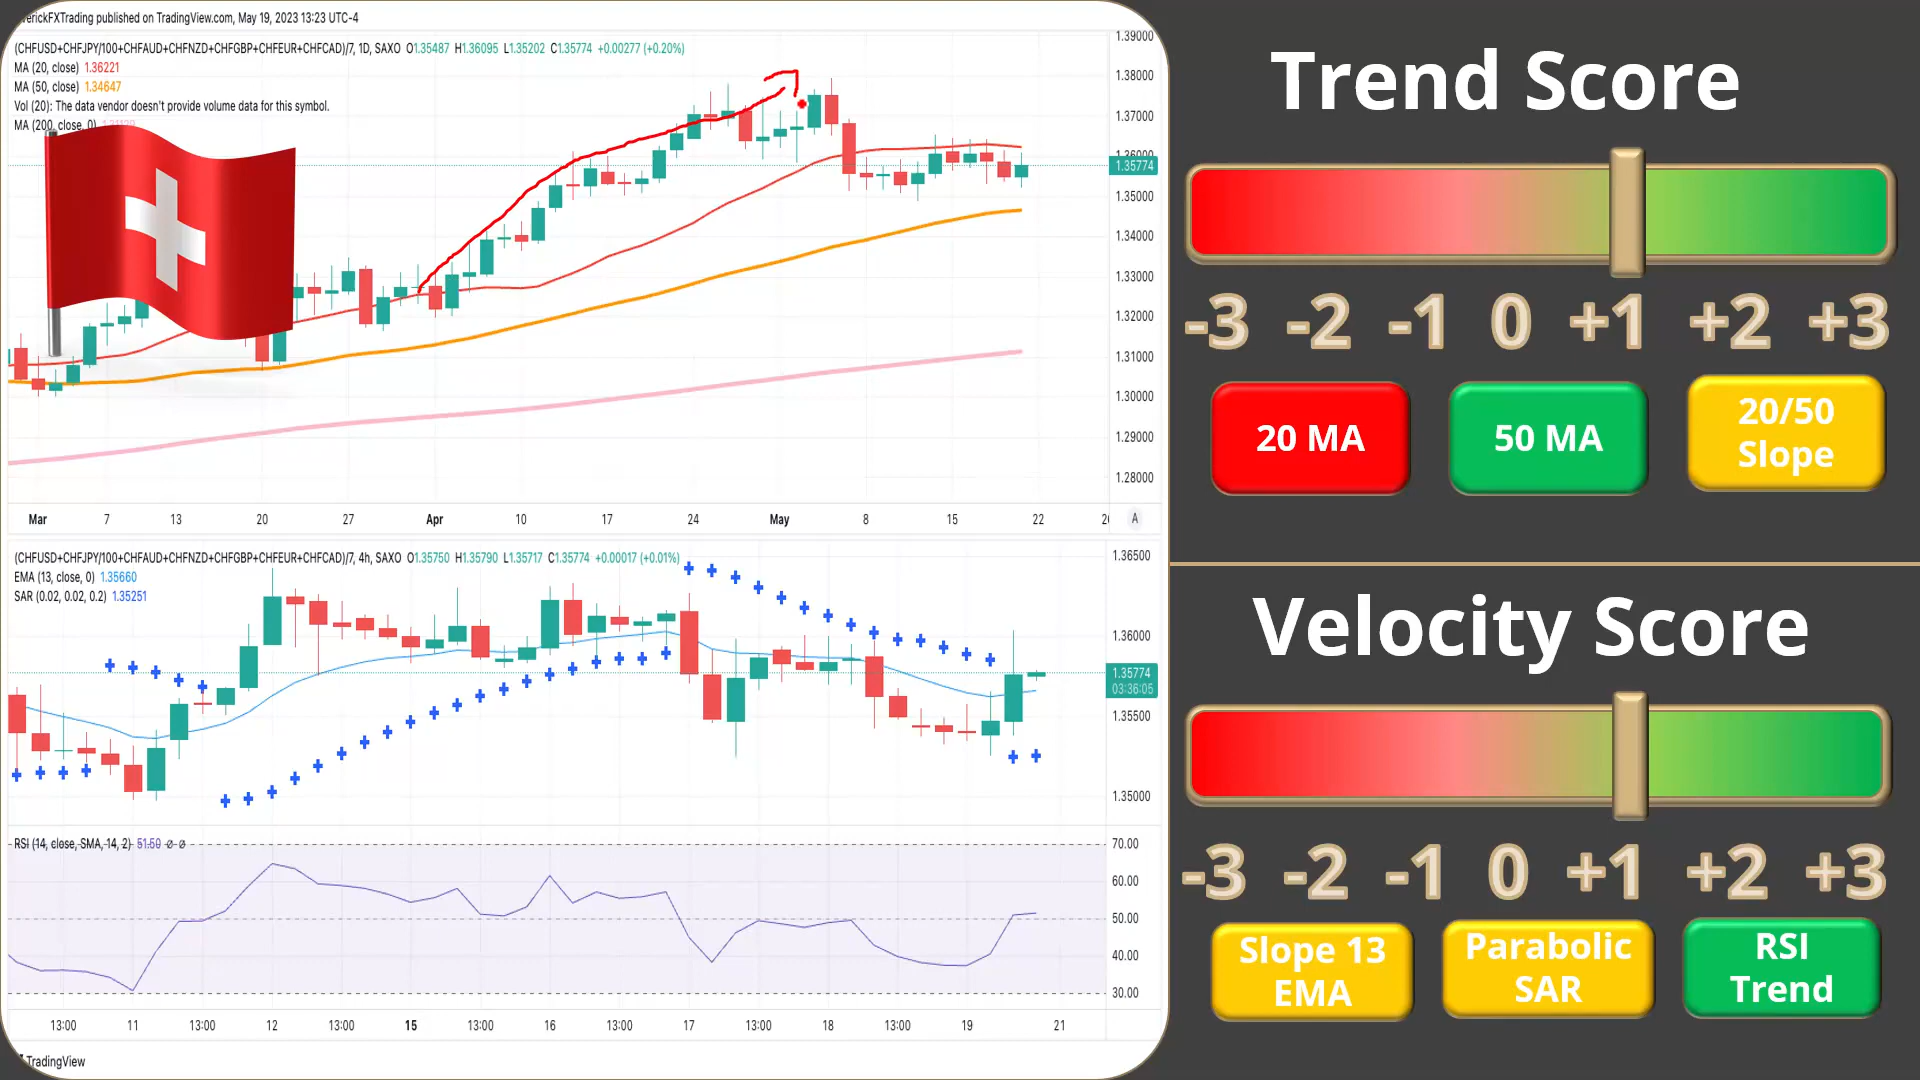 erickFXTrading published on TradingView.com, May 19, 2023 13:23 UTC-4
(CHFUSD+CHFJPY/100+CHFAUD+CHFNZD+CHFGBP+CHFEUR+CHFCAD)/7, 1D, SAXO O1.35487 H1.36095 L1.35202 C1.35774 +0.00277 (+0.20%)
MA (20, close) 1.36221
MA (50, close) 1.34647
Vol (20): The data vendor doesn't provide volume data for this symbol.
MA (200, close, 0)
1.39000
1.38000
1.37000
1.36000
1.35774
1.35000
1.34000
1.33000
1.32000
1.31000
1.30000
1.29000
1.28000
Mar 7 13 20 27 Apr 10 17 24 May 8 15 22 A
(CHFUSD+CHFJPY/100+CHFAUD+CHFNZD+CHFGBP+CHFEUR+CHFCAD)/7, 4h, SAXO O1.35750 H1.35790 L1.35717 C1.35774 +0.00017 (+0.01%)
EMA (13, close, 0) 1.35660
SAR (0.02, 0.02, 0.2) 1.35251
1.36500
1.36000
1.35774
03:36:05
1.35500
1.35000
RSI (14, close, SMA, 14, 2) 51.50 ∅ ∅
70.00
60.00
50.00
40.00
30.00
13:00 11 13:00 12 13:00 15 13:00 16 13:00 17 13:00 18 13:00 19 21
TradingView
Trend Score
-3 -2 -1 0 +1 +2 +3
20 MA
50 MA
20/50
Slope
Velocity Score
-3 -2 -1 0 +1 +2 +3
Slope 13
EMA
Parabolic
SAR
RSI
Trend